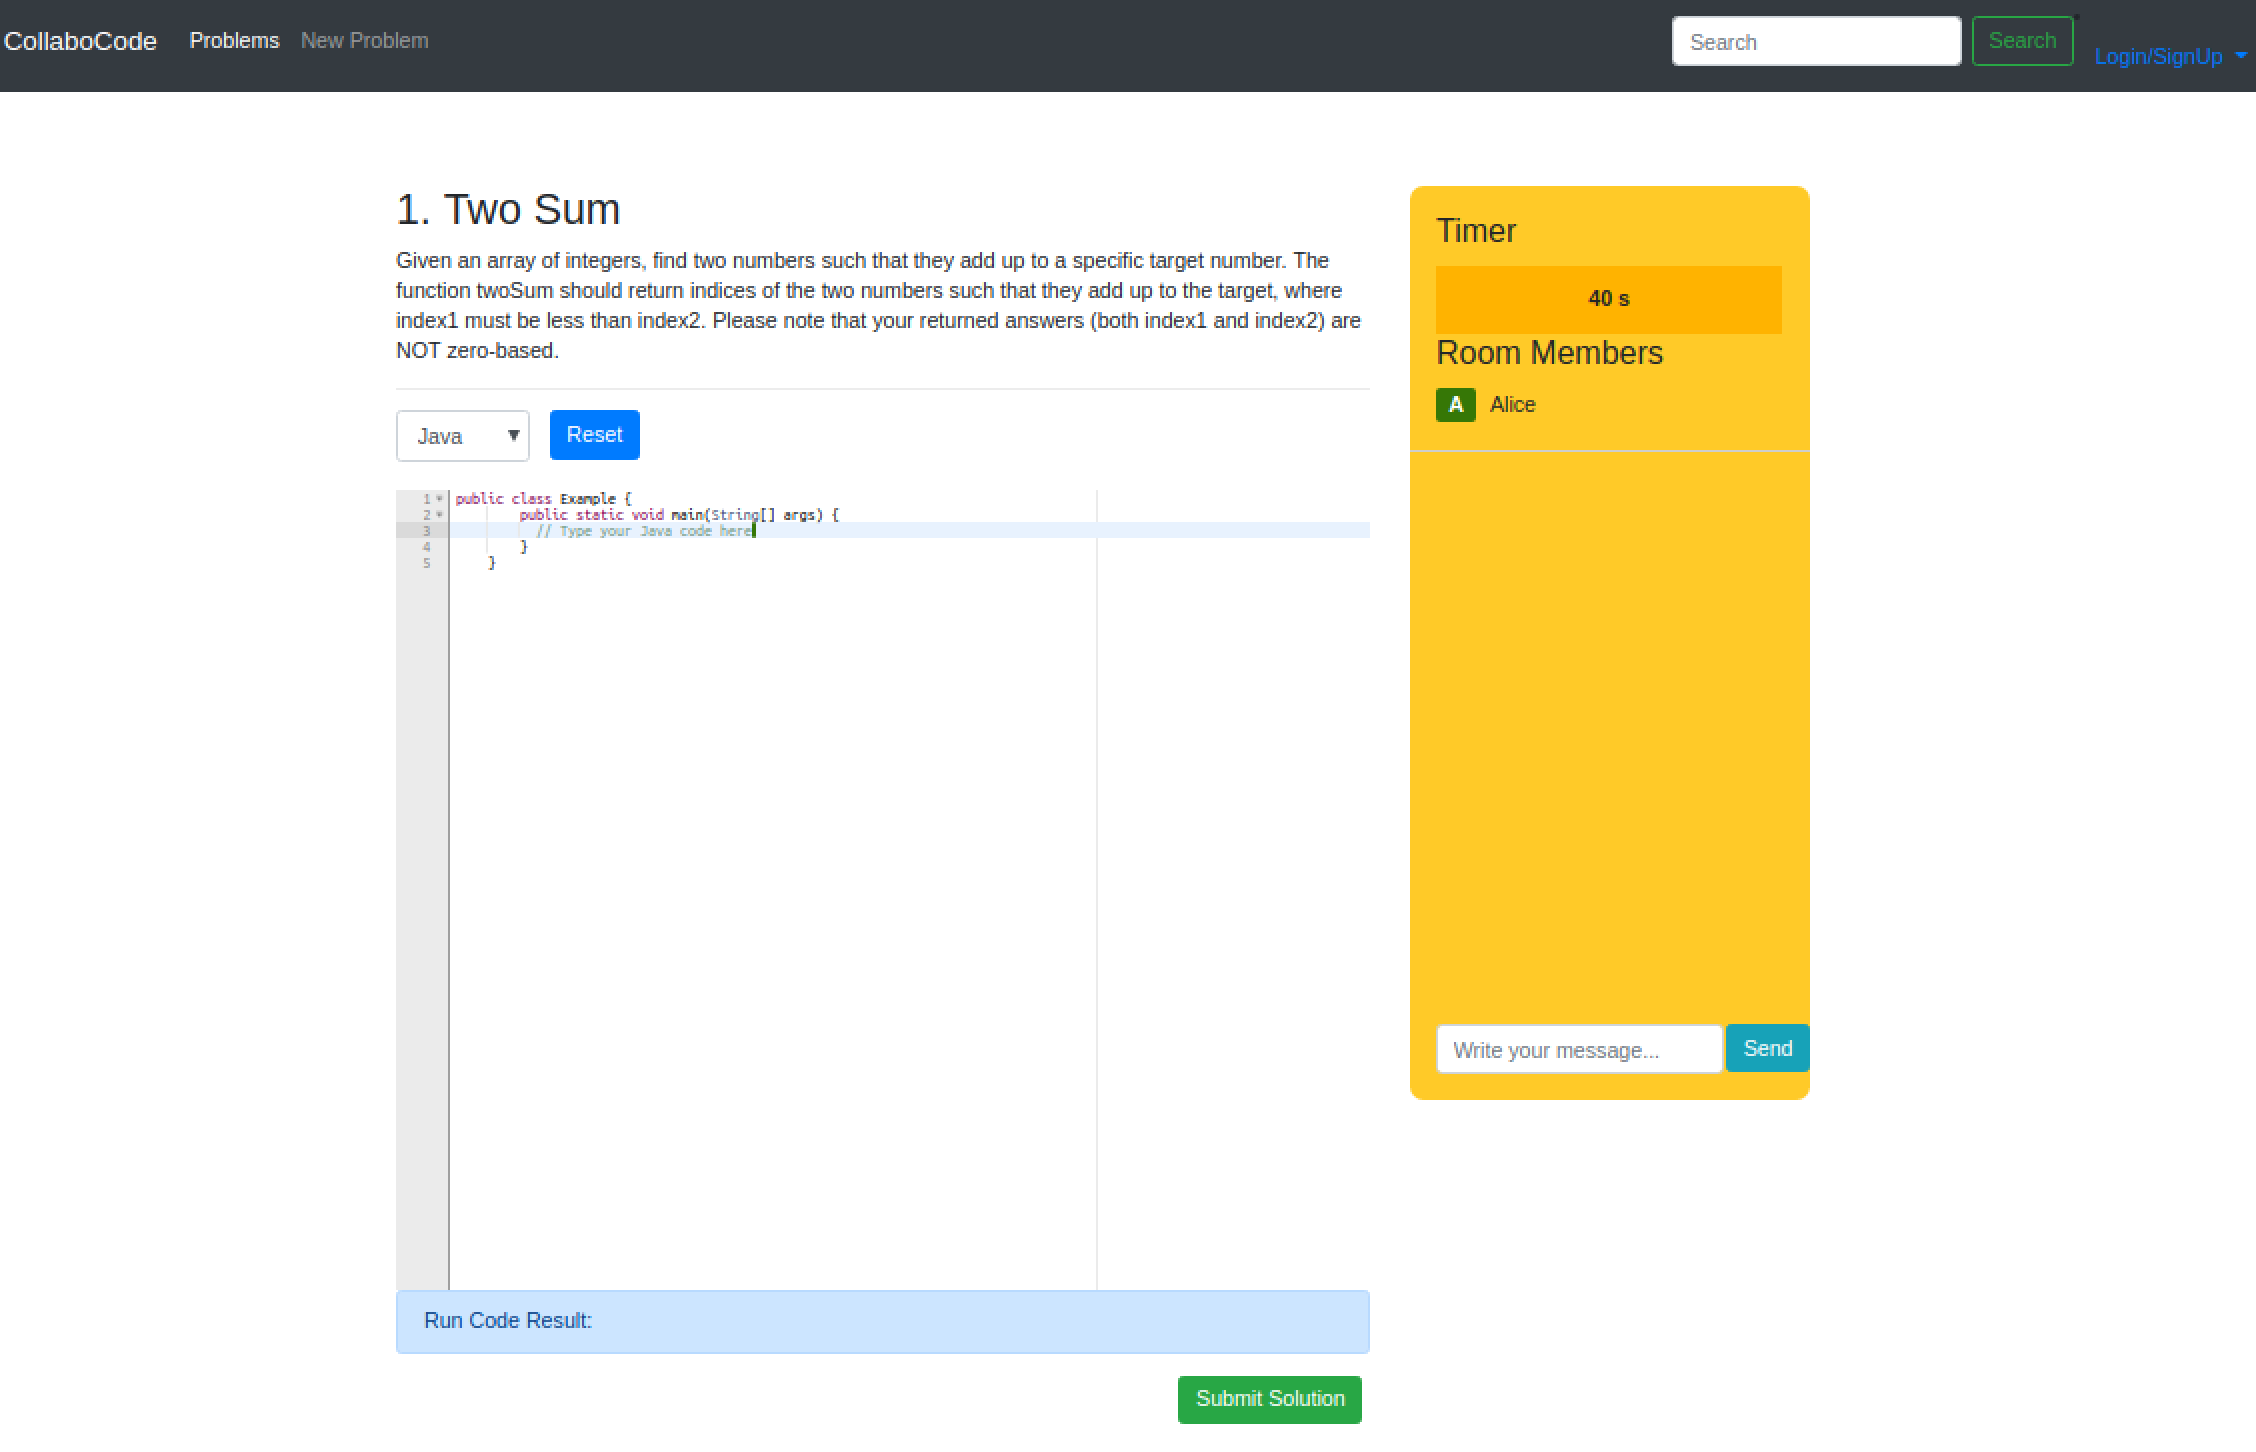 CollaboCode Problems New Problem Search Search Login/SignUp
1. Two Sum
Given an array of integers, find two numbers such that they add up to a specific target number. The
function twoSum should return indices of the two numbers such that they add up to the target, where
index1 must be less than index2. Please note that your returned answers (both index1 and index2) are
NOT zero-based.
Java Reset
1 public class Example {
2 public static void main(String[] args) {
3 // Type your Java code here
4 }
5 }
Run Code Result:
Submit Solution
Timer
40 s
Room Members
A Alice
Write your message... Send